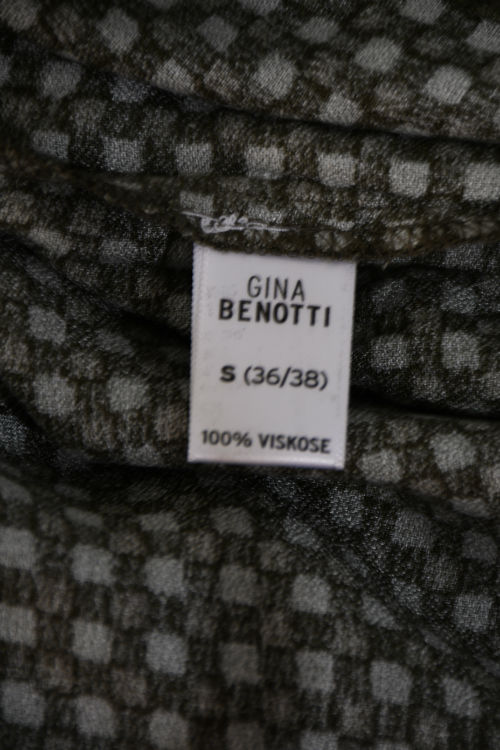 GINA
BENOTTI
S (36/38)
100% VISKOSE